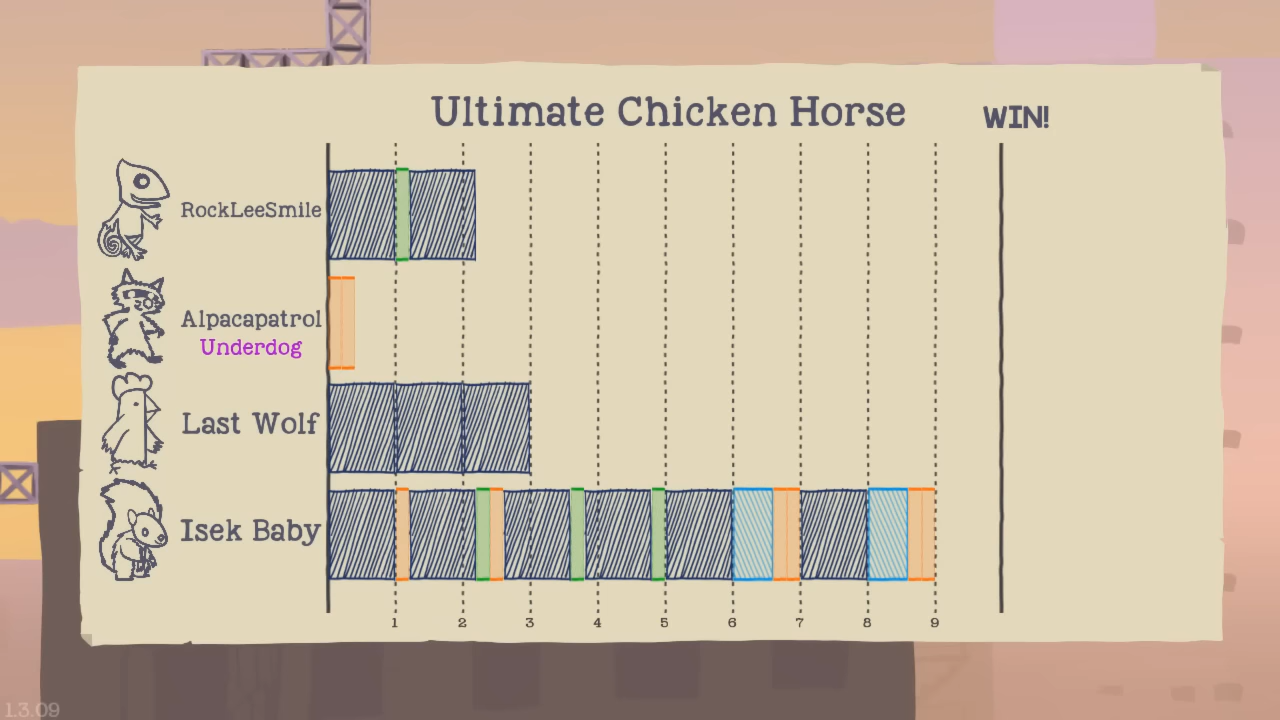 Ultimate Chicken Horse
WIN!
RockLeeSmile
Alpacapatrol
Underdog
Last Wolf
Isek Baby
1 2 3 4 5 6 7 8 9
1.3.09